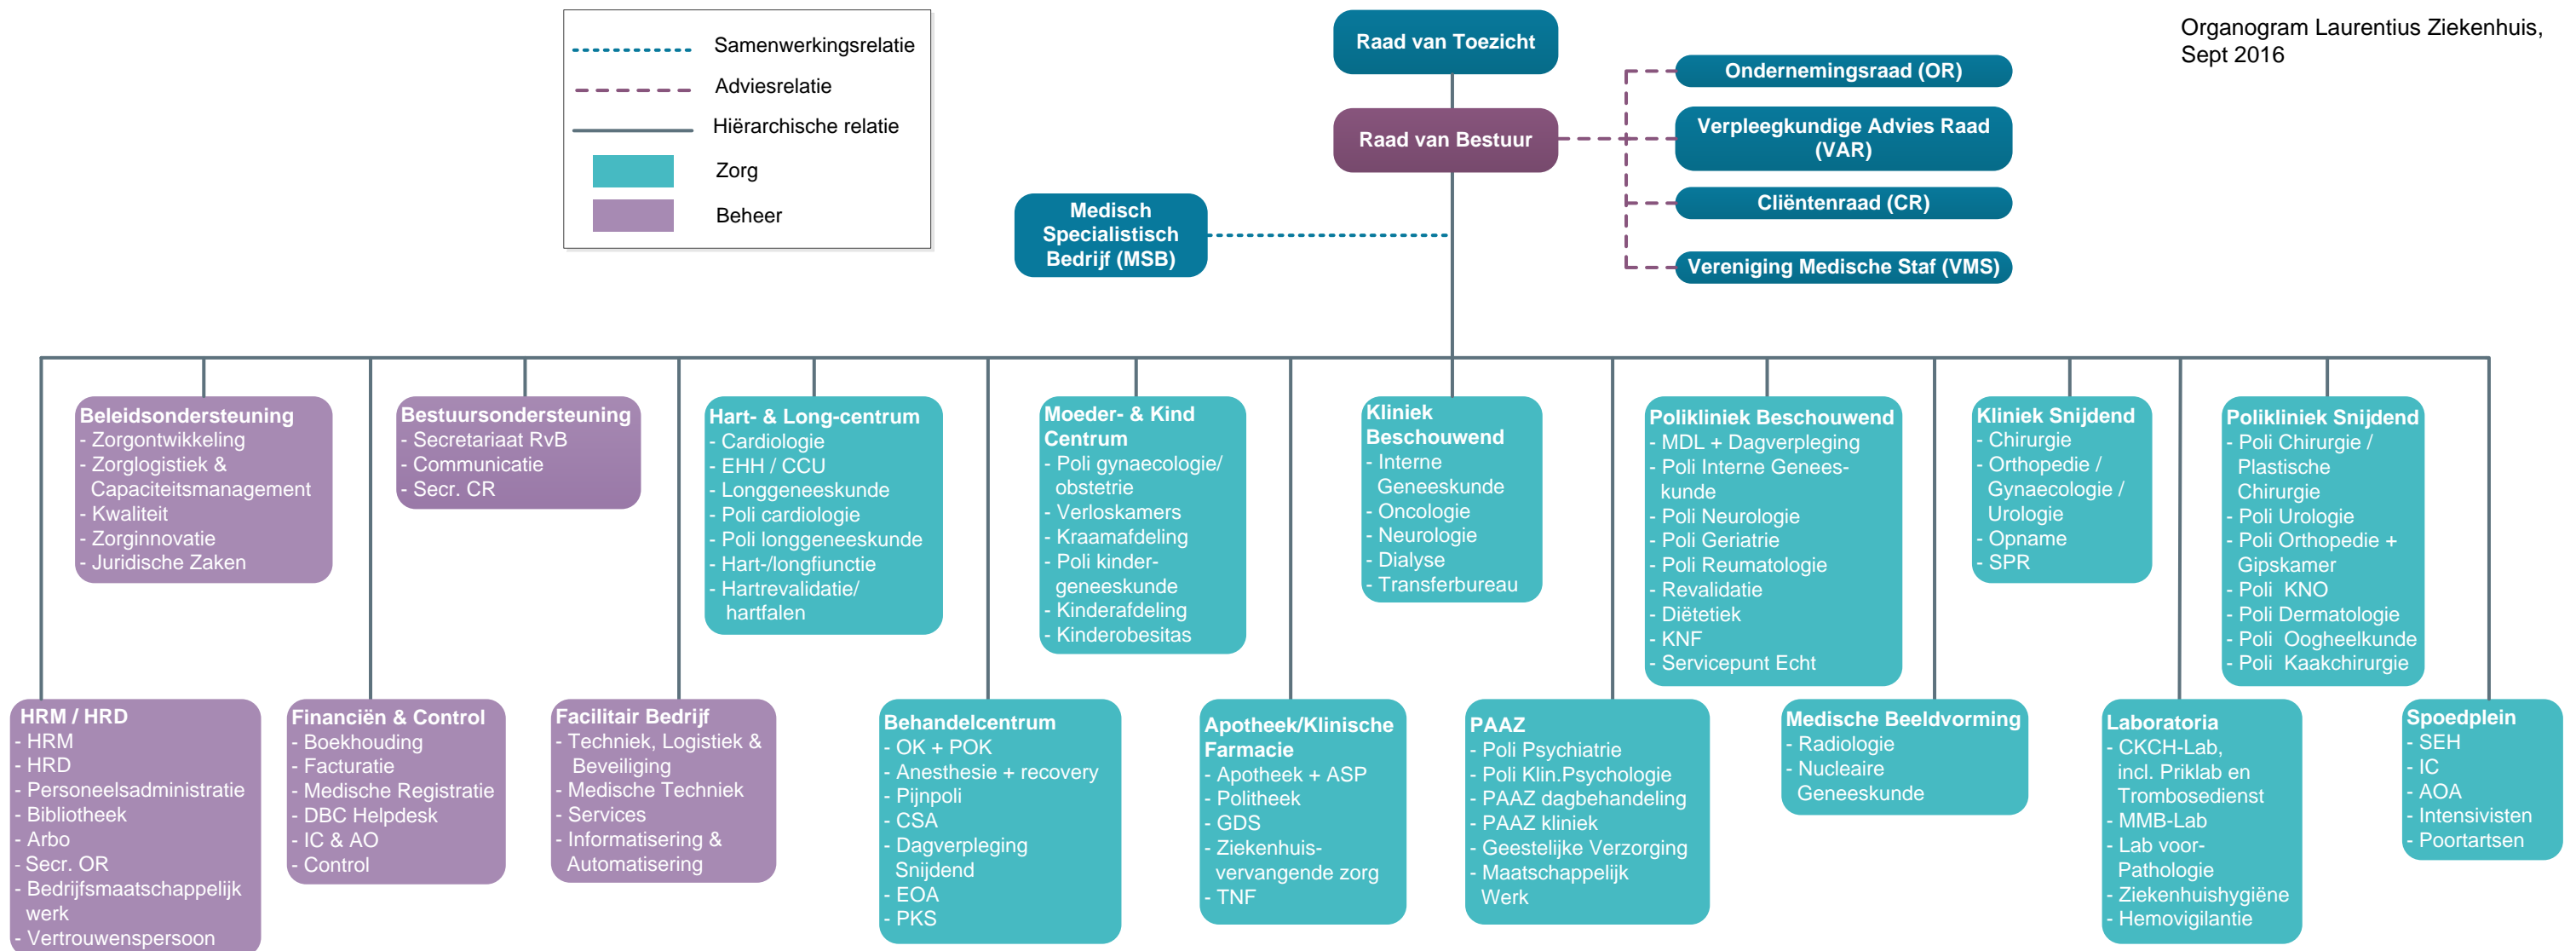 Organogram Laurentius Ziekenhuis,
Sept 2016
Samenwerkingsrelatie
Adviesrelatie
Hiërarchische relatie
Zorg
Beheer
Raad van Toezicht
Raad van Bestuur
Ondernemingsraad (OR)
Verpleegkundige Advies Raad
(VAR)
Cliëntenraad (CR)
Vereniging Medische Staf (VMS)
Medisch
Specialistisch
Bedrijf (MSB)
Beleidsondersteuning
- Zorgontwikkeling
- Zorglogistiek &
Capaciteitsmanagement
- Kwaliteit
- Zorginnovatie
- Juridische Zaken
Bestuursondersteuning
- Secretariaat RvB
- Communicatie
- Secr. CR
Hart- & Long-centrum
- Cardiologie
- EHH / CCU
- Longgeneeskunde
- Poli cardiologie
- Poli longgeneeskunde
- Hart-/longfiunctie
- Hartrevalidatie/
hartfalen
Moeder- & Kind
Centrum
- Poli gynaecologie/
obstetrie
- Verloskamers
- Kraamafdeling
- Poli kinder-
geneeskunde
- Kinderafdeling
- Kinderobesitas
Kliniek
Beschouwend
- Interne
Geneeskunde
- Oncologie
- Neurologie
- Dialyse
- Transferbureau
Polikliniek Beschouwend
- MDL + Dagverpleging
- Poli Interne Genees-
kunde
- Poli Neurologie
- Poli Geriatrie
- Poli Reumatologie
- Revalidatie
- Diëtetiek
- KNF
- Servicepunt Echt
Kliniek Snijdend
- Chirurgie
- Orthopedie /
Gynaecologie /
Urologie
- Opname
- SPR
Polikliniek Snijdend
- Poli Chirurgie /
Plastische
Chirurgie
- Poli Urologie
- Poli Orthopedie +
Gipskamer
- Poli KNO
- Poli Dermatologie
- Poli Oogheelkunde
- Poli Kaakchirurgie
HRM / HRD
- HRM
- HRD
- Personeelsadministratie
- Bibliotheek
- Arbo
- Secr. OR
- Bedrijfsmaatschappelijk
werk
- Vertrouwenspersoon
Financiën & Control
- Boekhouding
- Facturatie
- Medische Registratie
- DBC Helpdesk
- IC & AO
- Control
Facilitair Bedrijf
- Techniek, Logistiek &
Beveiliging
- Medische Techniek
- Services
- Informatisering &
Automatisering
Behandelcentrum
- OK + POK
- Anesthesie + recovery
- Pijnpoli
- CSA
- Dagverpleging
Snijdend
- EOA
- PKS
Apotheek/Klinische
Farmacie
- Apotheek + ASP
- Politheek
- GDS
- Ziekenhuis-
vervangende zorg
- TNF
PAAZ
- Poli Psychiatrie
- Poli Klin.Psychologie
- PAAZ dagbehandeling
- PAAZ kliniek
- Geestelijke Verzorging
- Maatschappelijk
Werk
Medische Beeldvorming
- Radiologie
- Nucleaire
Geneeskunde
Laboratoria
- CKCH-Lab,
incl. Priklab en
Trombosedienst
- MMB-Lab
- Lab voor-
Pathologie
- Ziekenhuishygiëne
- Hemovigilantie
Spoedplein
- SEH
- IC
- AOA
- Intensivisten
- Poortartsen